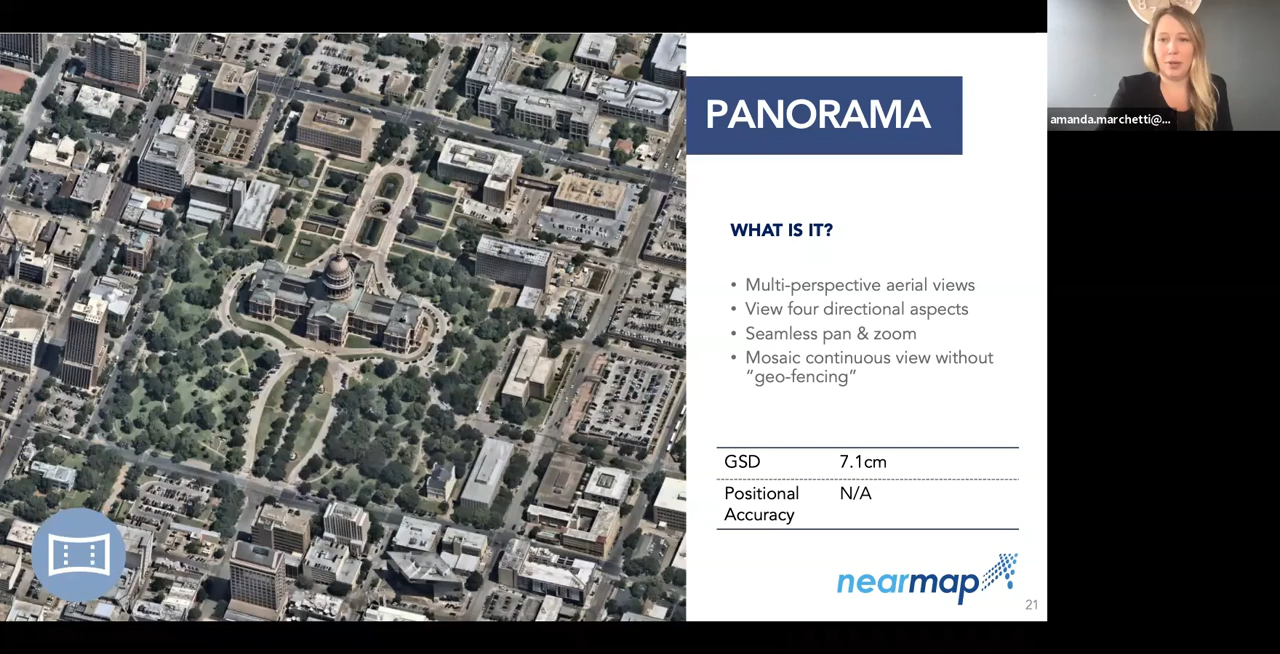 PANORAMA
amanda.marchetti@...
WHAT IS IT?
• Multi-perspective aerial views
• View four directional aspects
• Seamless pan & zoom
• Mosaic continuous view without
“geo-fencing”
GSD 7.1cm
Positional N/A
Accuracy
nearmap
21